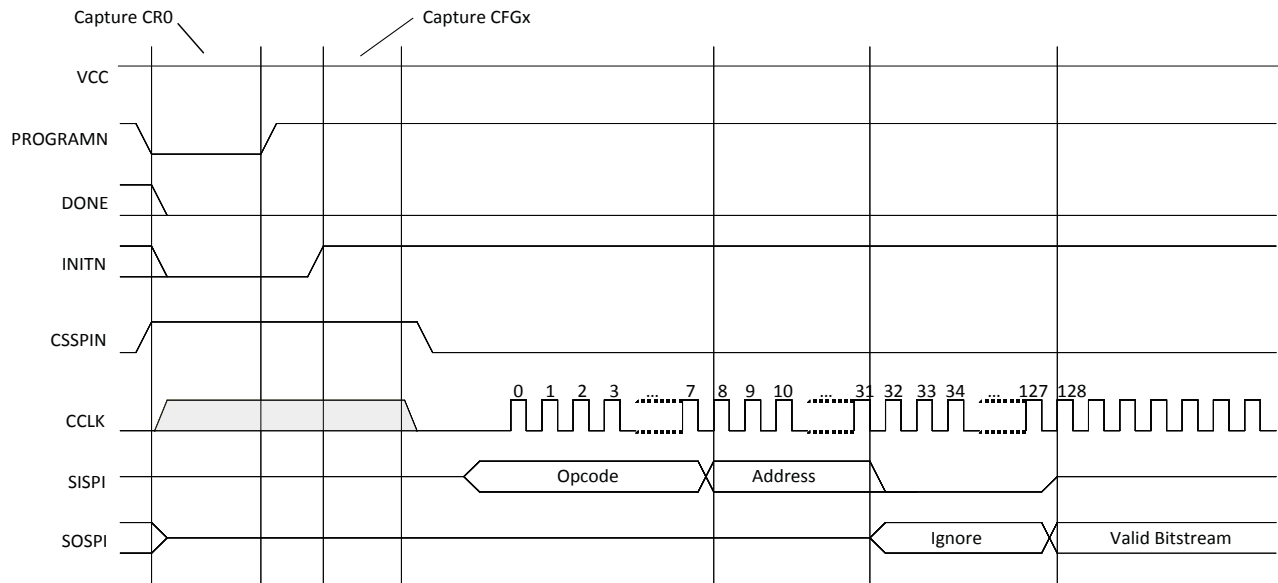 Capture CR0
Capture CFGx
VCC
PROGRAMN
DONE
INITN
CSSPIN
0 1 2 3 ... 7 8 9 10 ... 31 32 33 34 ... 127 128
CCLK
SISPI Opcode Address
SOSPI Ignore Valid Bitstream